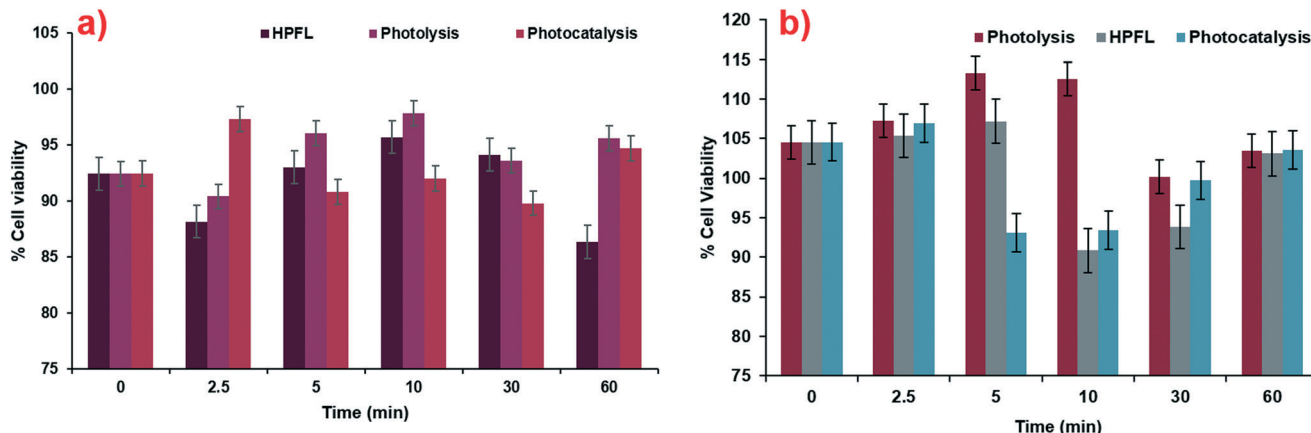 a)
HPFL Photolysis Photocatalysis
% Cell viability
105
100
95
90
85
80
75
0 2.5 5 10 30 60
Time (min)
b)
Photolysis HPFL Photocatalysis
% Cell Viability
120
115
110
105
100
95
90
85
80
75
0 2.5 5 10 30 60
Time (min)